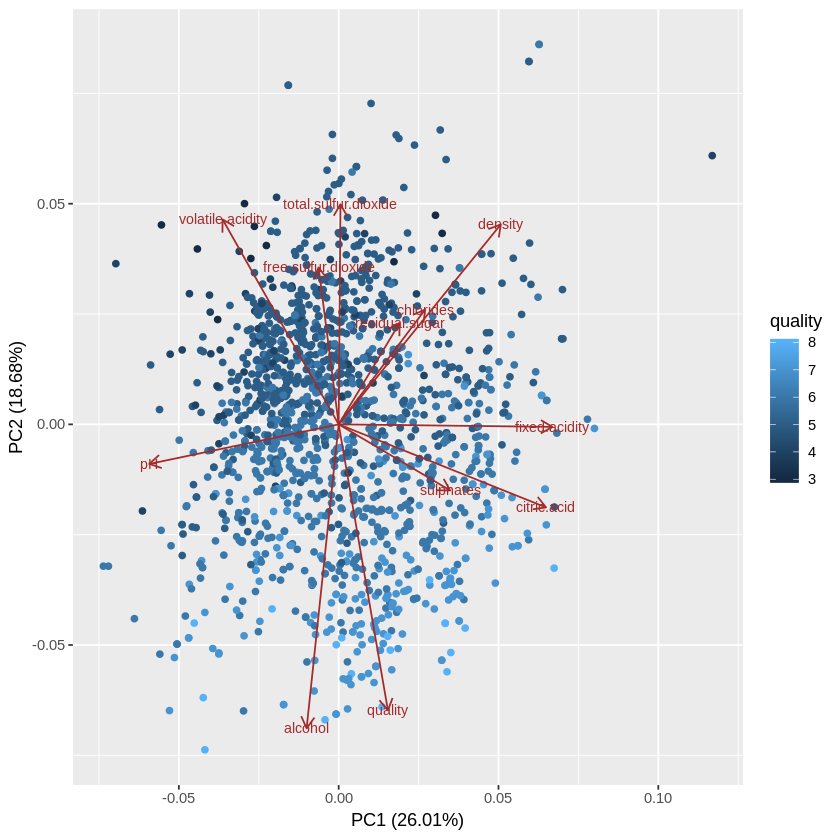 volatile.acidity
total.sulfur.dioxide
density
free.sulfur.dioxide
chlorides
residual.sugar
fixed.acidity
pH
sulphates
citric.acid
alcohol
quality
0.05
0.00
-0.05
PC2 (18.68%)
-0.05
0.00
0.05
0.10
PC1 (26.01%)
quality
8
7
6
5
4
3